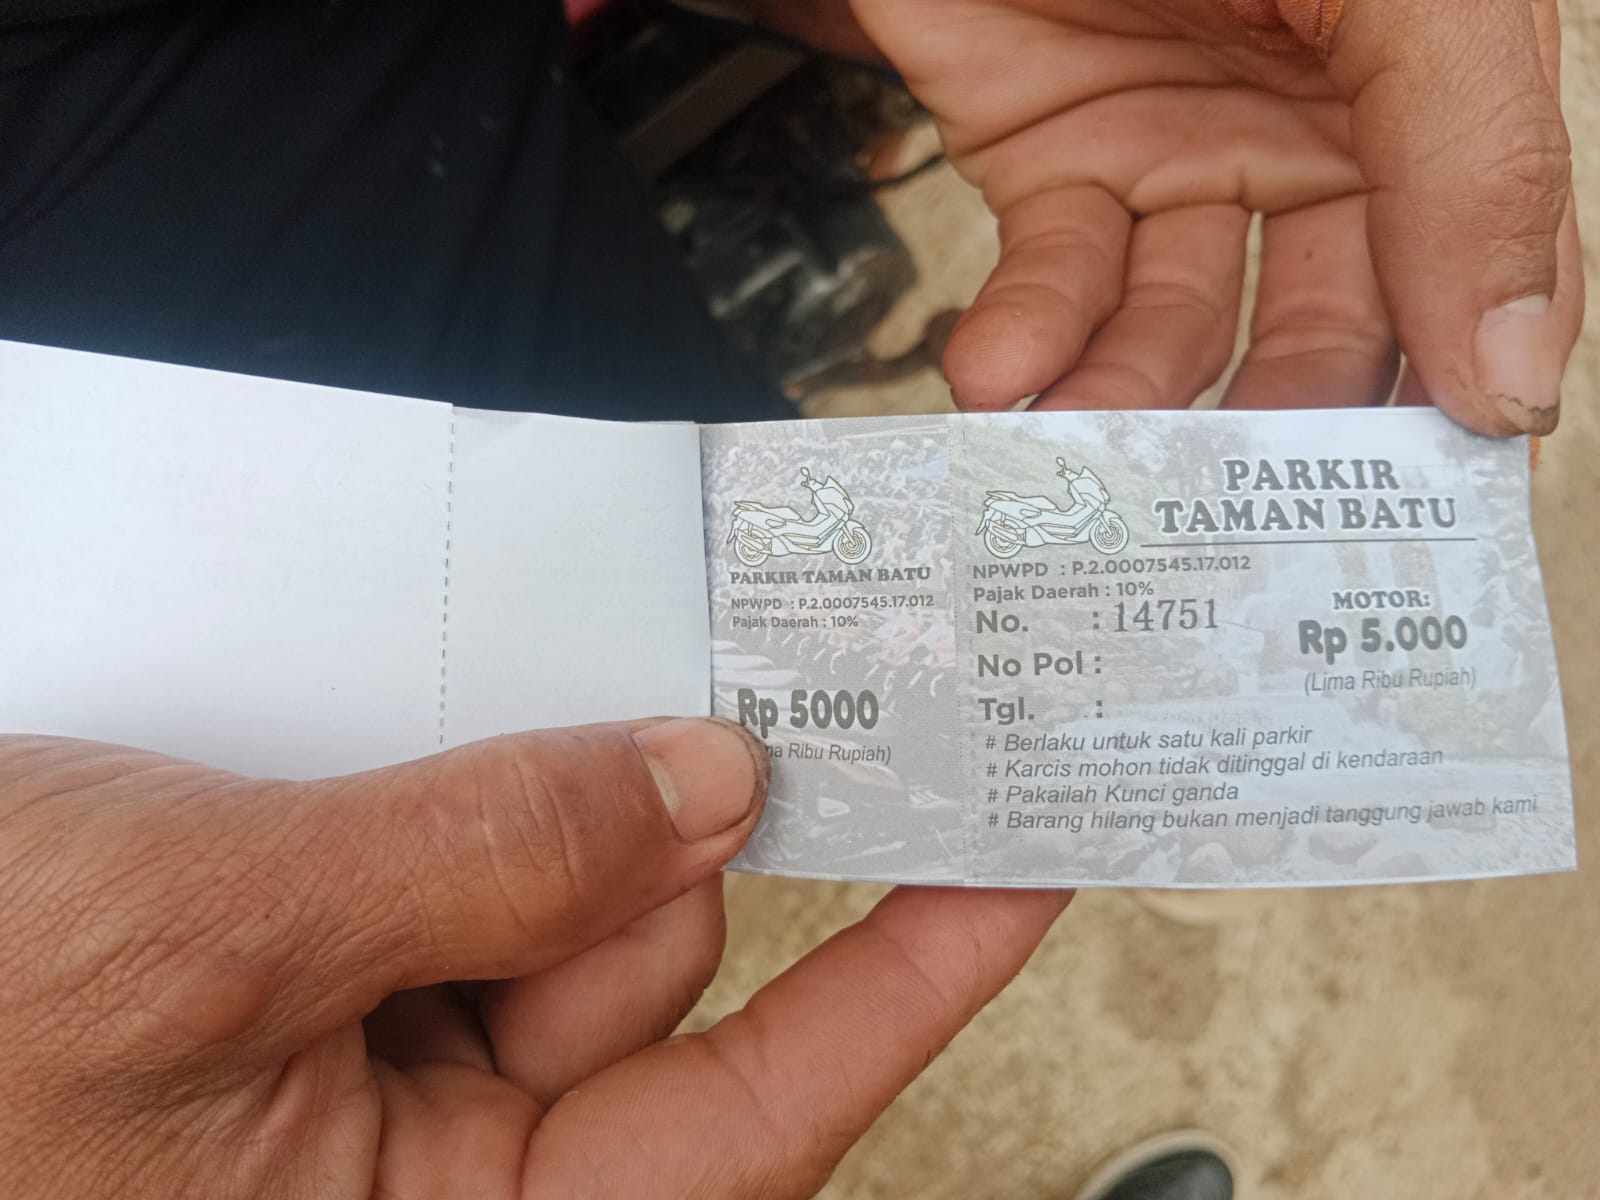 PARKIR TAMAN BATU
NPWPD : P.2.0007545.17.012
Pajak Daerah : 10%
Rp 5000
Ribu Rupiah)
PARKIR
TAMAN BATU
NPWPD : P.2.0007545.17.012
Pajak Daerah : 10%
No. : 14751
No Pol :
Tgl. :
MOTOR:
Rp 5.000
(Lima Ribu Rupiah)
# Berlaku untuk satu kali parkir
# Karcis mohon tidak ditinggal di kendaraan
# Pakailah Kunci ganda
# Barang hilang bukan menjadi tanggung jawab kami